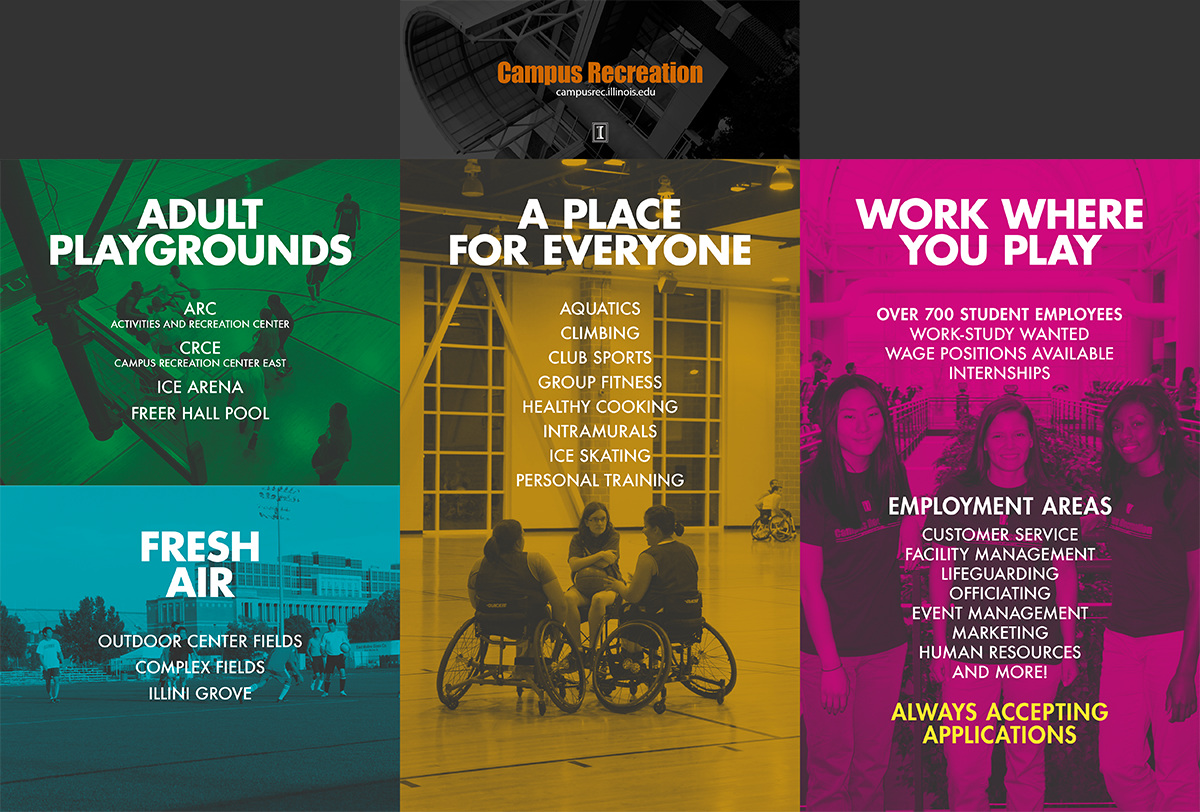 Campus Recreation
campusrec.illinois.edu
I
ADULT
PLAYGROUNDS
ARC
ACTIVITIES AND RECREATION CENTER
CRCE
CAMPUS RECREATION CENTER EAST
ICE ARENA
FREER HALL POOL
FRESH
AIR
OUTDOOR CENTER FIELDS
COMPLEX FIELDS
ILLINI GROVE
A PLACE
FOR EVERYONE
AQUATICS
CLIMBING
CLUB SPORTS
GROUP FITNESS
HEALTHY COOKING
INTRAMURALS
ICE SKATING
PERSONAL TRAINING
WORK WHERE
YOU PLAY
OVER 700 STUDENT EMPLOYEES
WORK-STUDY WANTED
WAGE POSITIONS AVAILABLE
INTERNSHIPS
EMPLOYMENT AREAS
CUSTOMER SERVICE
FACILITY MANAGEMENT
LIFEGUARDING
OFFICIATING
EVENT MANAGEMENT
MARKETING
HUMAN RESOURCES
AND MORE!
ALWAYS ACCEPTING
APPLICATIONS